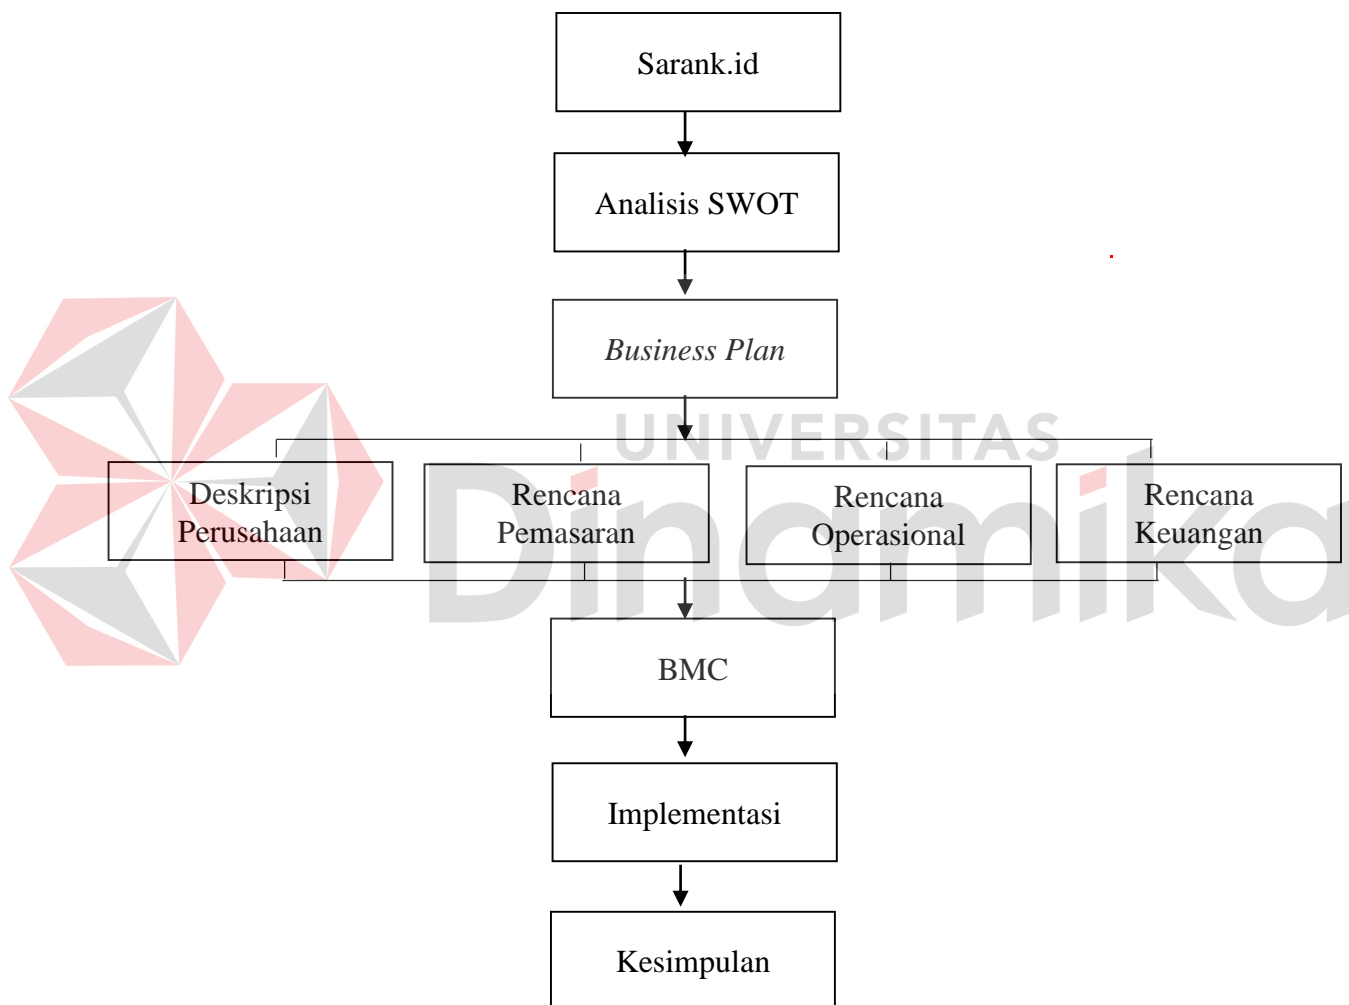 Sarank.id
Analisis SWOT
Business Plan
UNIVERSITAS
Dinamika
Deskripsi
Perusahaan
Rencana
Pemasaran
Rencana
Operasional
Rencana
Keuangan
BMC
Implementasi
Kesimpulan